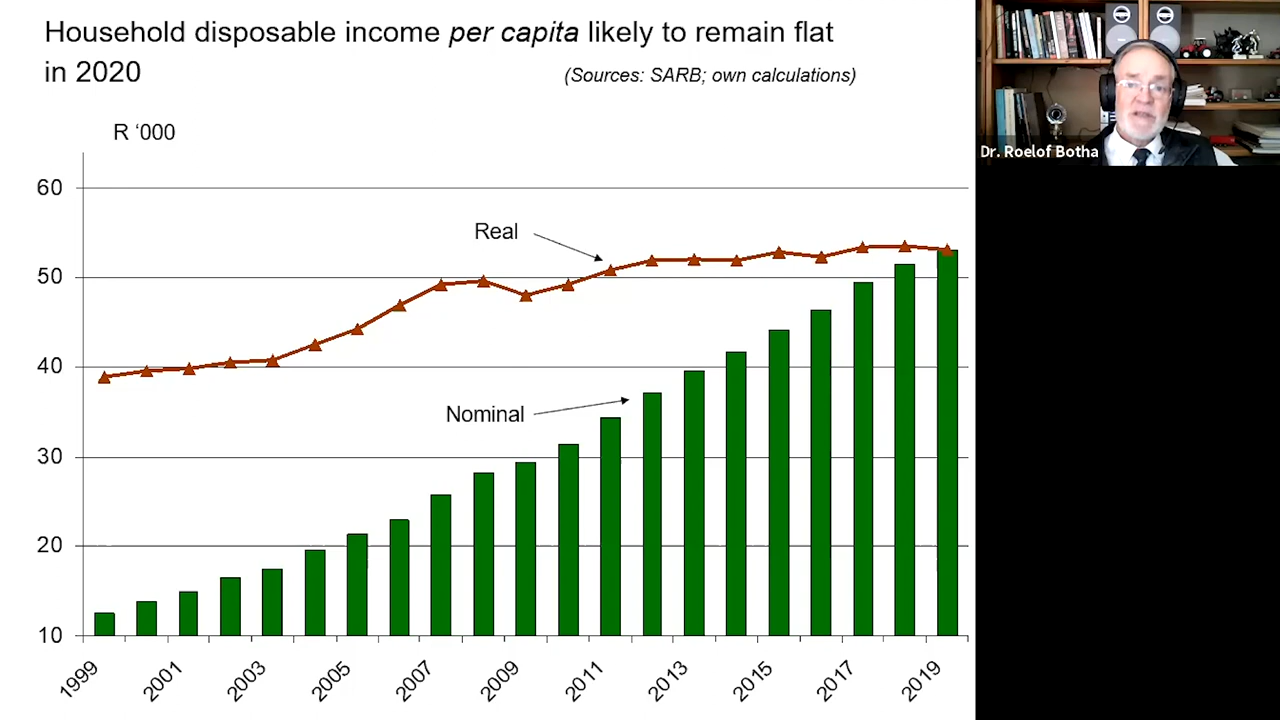 Household disposable income per capita likely to remain flat
in 2020
(Sources: SARB; own calculations)
R ‘000
60
50
40
30
20
10
Real
Nominal
1999
2001
2003
2005
2007
2009
2011
2013
2015
2017
2019
Dr. Roelof Botha